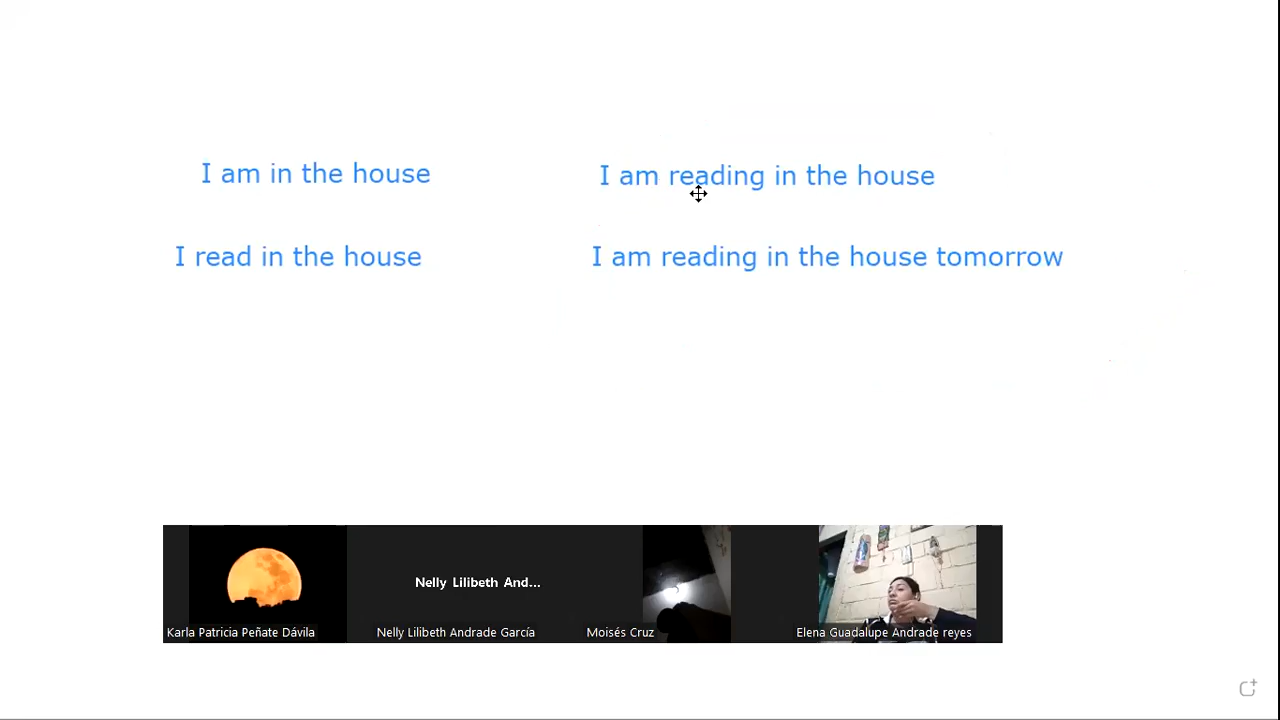 I am in the house
I am reading in the house
I read in the house
I am reading in the house tomorrow
Nelly Lilibeth And...
Karla Patricia Peñate Dávila
Nelly Lilibeth Andrade García
Moisés Cruz
Elena Guadalupe Andrade reyes